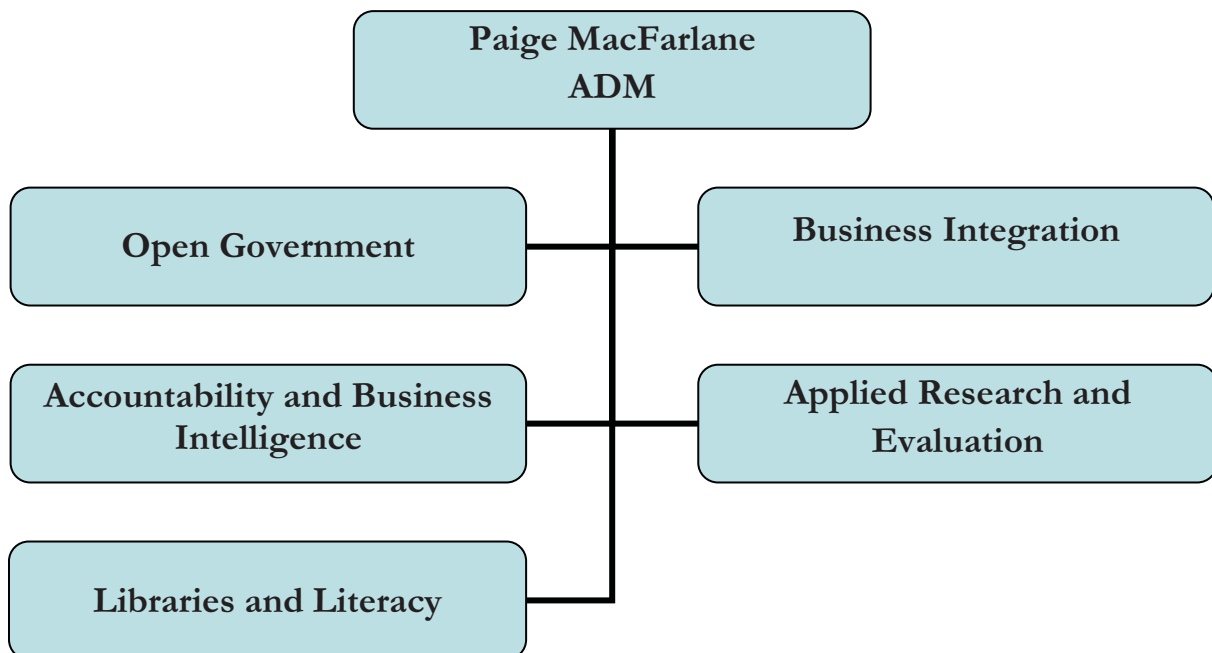 Paige MacFarlane
ADM
Open Government
Business Integration
Accountability and Business
Intelligence
Applied Research and
Evaluation
Libraries and Literacy